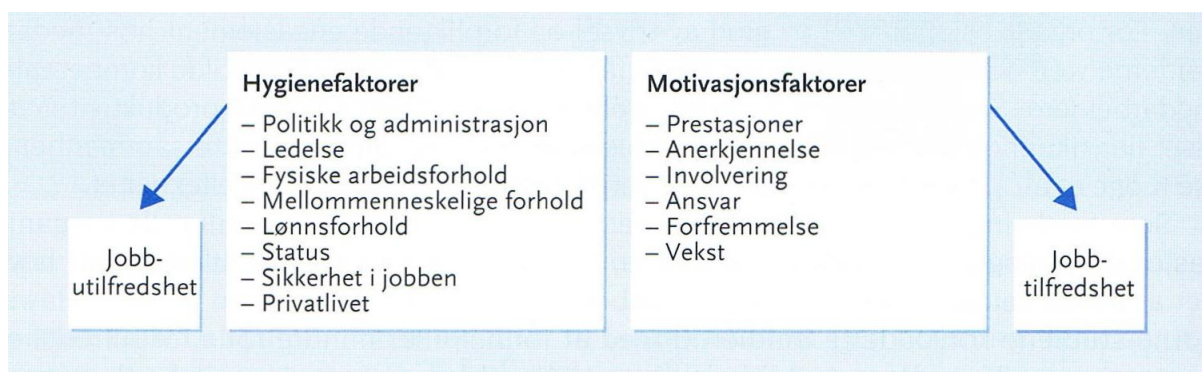 Hygienefaktorer
– Politikk og administrasjon
– Ledelse
– Fysiske arbeidsforhold
– Mellommenneskelige forhold
– Lønnsforhold
– Status
– Sikkerhet i jobben
– Privatlivet
Motivasjonsfaktorer
– Prestasjoner
– Anerkjennelse
– Involvering
– Ansvar
– Forfremmelse
– Vekst
Jobb-
utilfredshet
Jobb-
tilfredshet